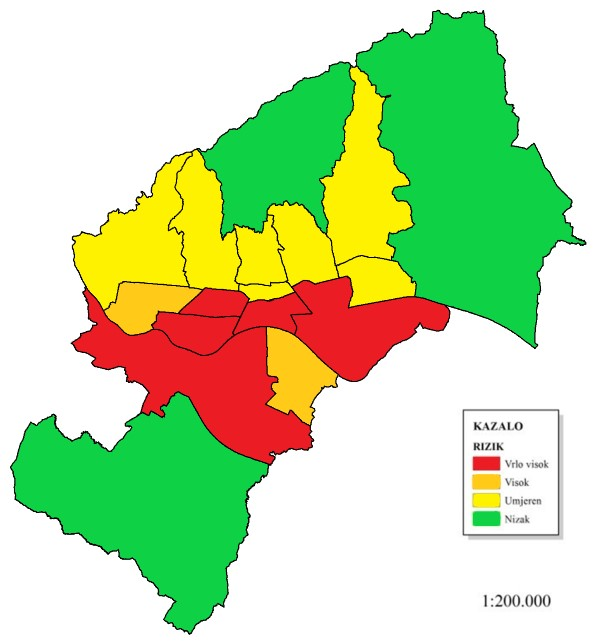 KAZALO
RIZIK
Vrlo visok
Visok
Umjeren
Nizak
1:200.000